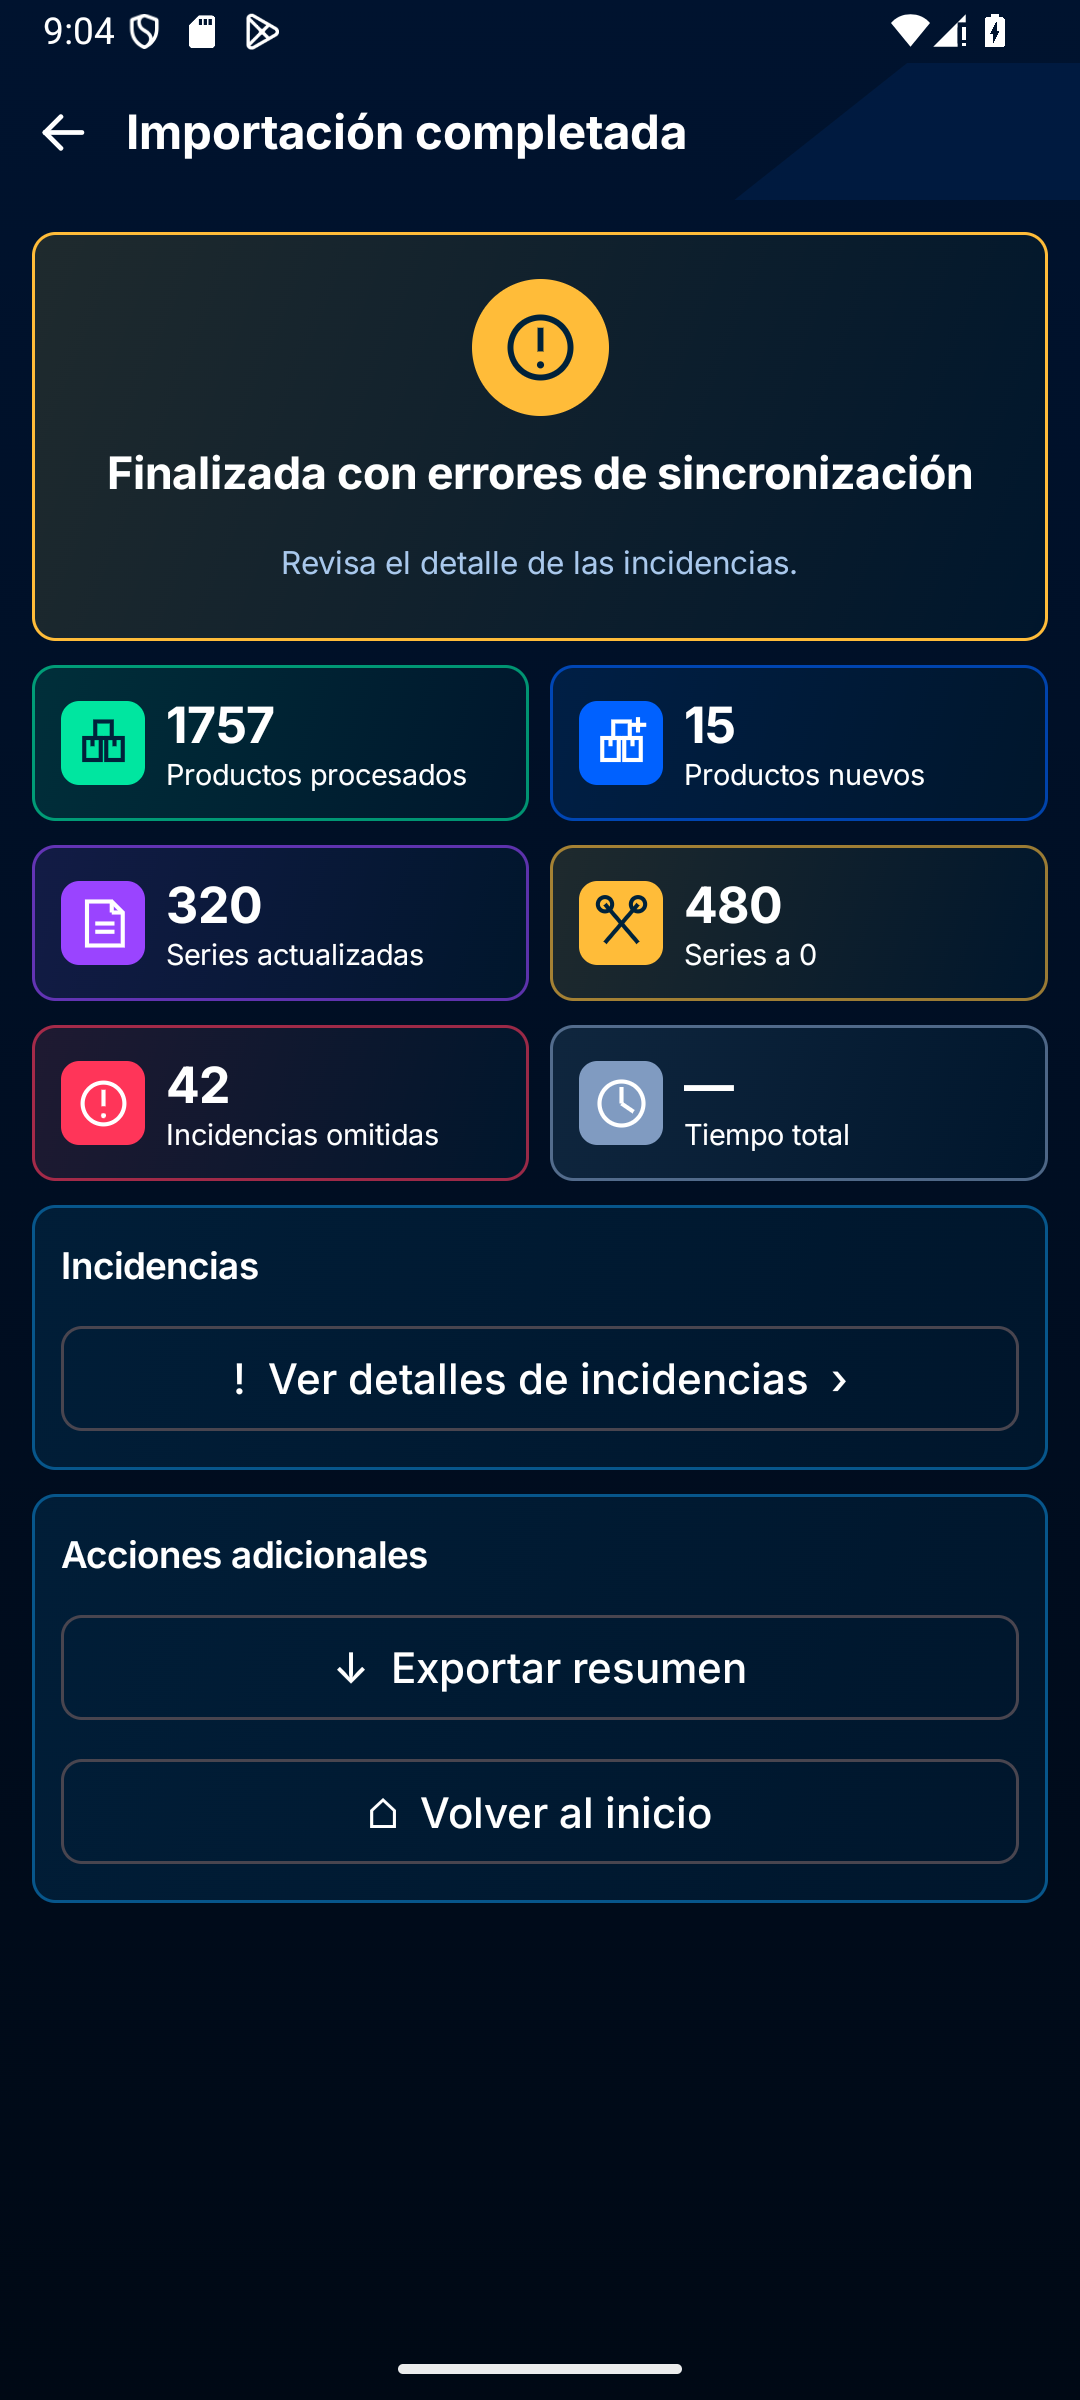 9:04
Importación completada
Finalizada con errores de sincronización
Revisa el detalle de las incidencias.
1757
Productos procesados
15
Productos nuevos
320
Series actualizadas
480
Series a 0
42
Incidencias omitidas
—
Tiempo total
Incidencias
! Ver detalles de incidencias ›
Acciones adicionales
↓ Exportar resumen
⌂ Volver al inicio